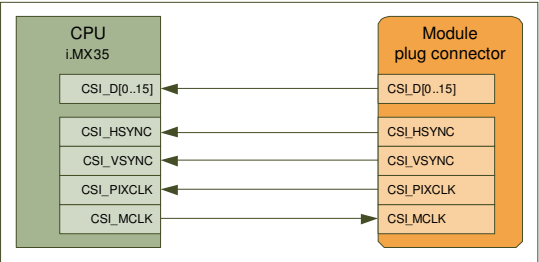 CPU
i.MX35
CSI_D[0..15]
CSI_HSYNC
CSI_VSYNC
CSI_PIXCLK
CSI_MCLK
Module
plug connector
CSI_D[0..15]
CSI_HSYNC
CSI_VSYNC
CSI_PIXCLK
CSI_MCLK